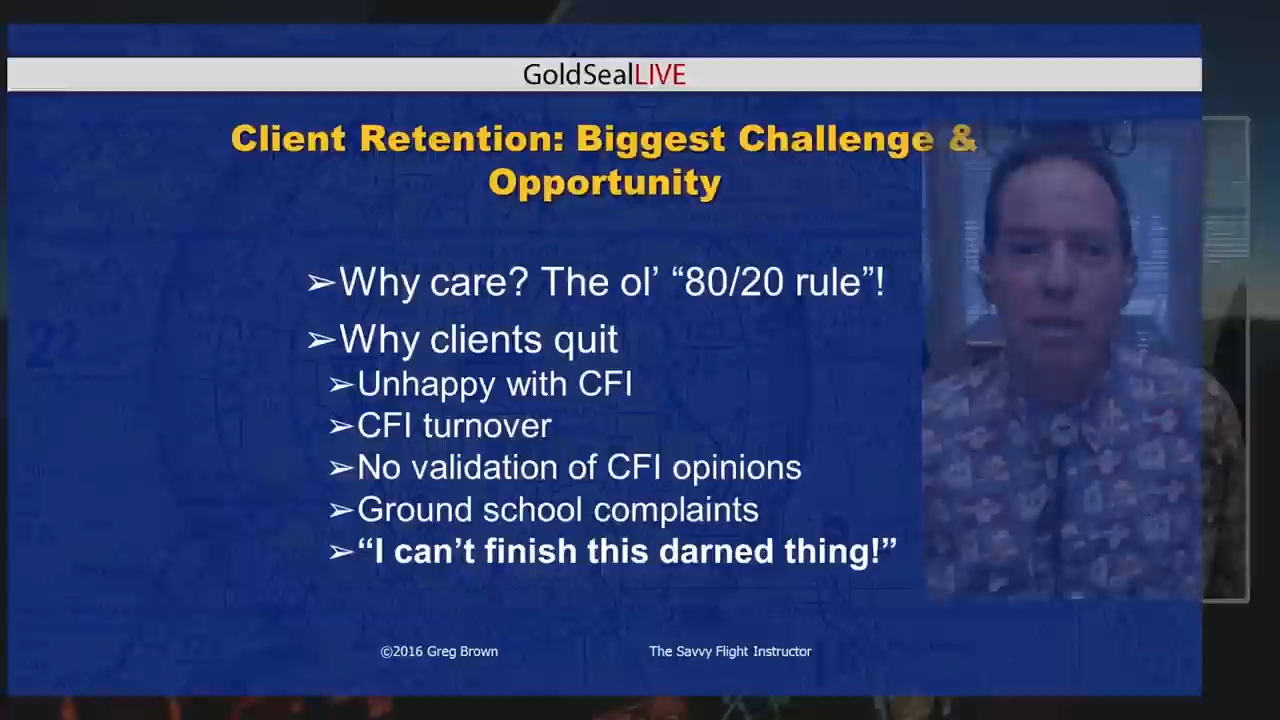 GoldSealLIVE
Client Retention: Biggest Challenge &
Opportunity
➢Why care? The ol’ “80/20 rule”!
➢Why clients quit
➢Unhappy with CFI
➢CFI turnover
➢No validation of CFI opinions
➢Ground school complaints
➢“I can’t finish this darned thing!”
22
©2016 Greg Brown
The Savvy Flight Instructor